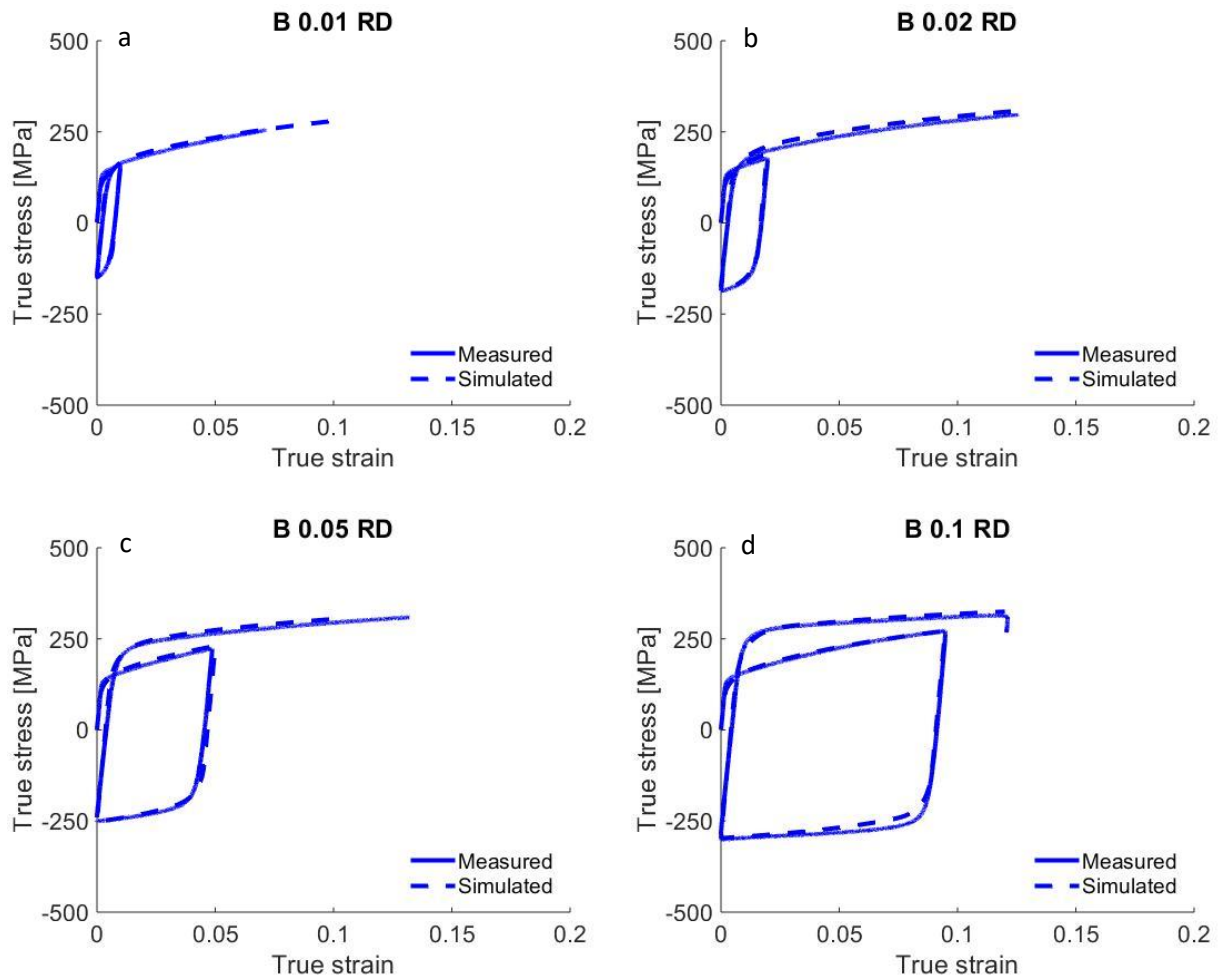 a
B 0.01 RD
500
250
0
-250
-500
True stress [MPa]
Measured
Simulated
0 0.05 0.1 0.15 0.2
True strain
b
B 0.02 RD
500
250
0
-250
-500
True stress [MPa]
Measured
Simulated
0 0.05 0.1 0.15 0.2
True strain
c
B 0.05 RD
500
250
0
-250
-500
True stress [MPa]
Measured
Simulated
0 0.05 0.1 0.15 0.2
True strain
d
B 0.1 RD
500
250
0
-250
-500
True stress [MPa]
Measured
Simulated
0 0.05 0.1 0.15 0.2
True strain